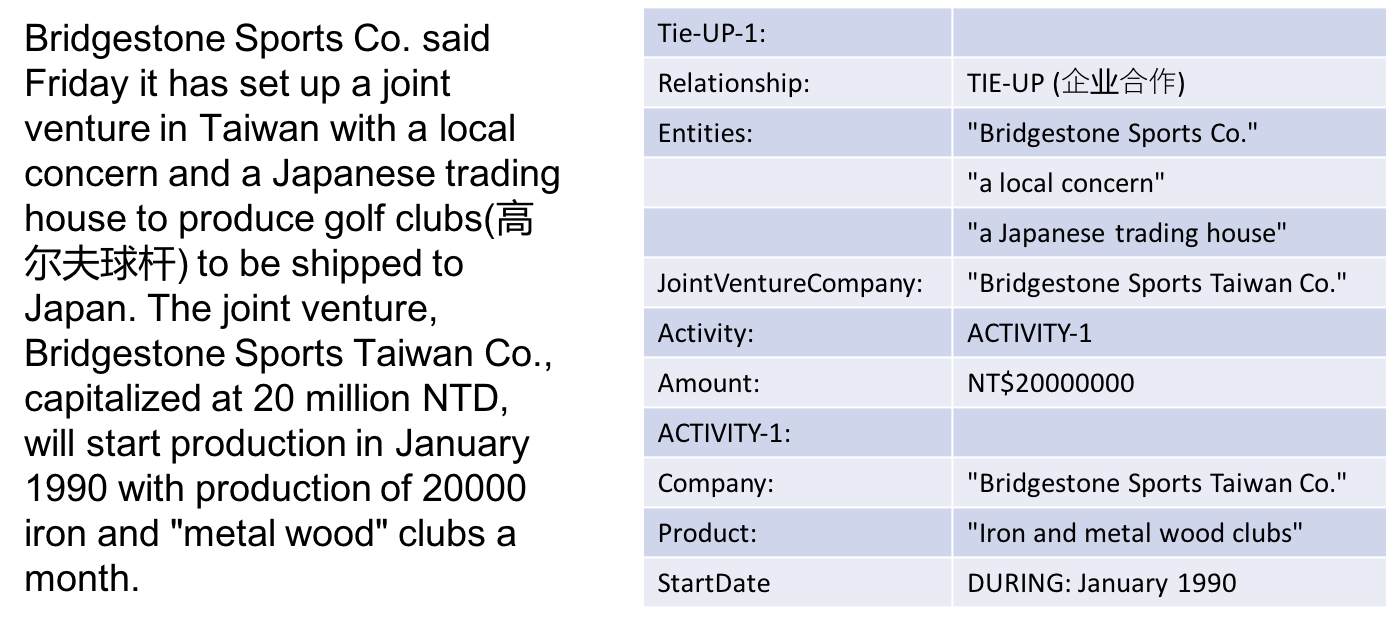 Bridgestone Sports Co. said
Friday it has set up a joint
venture in Taiwan with a local
concern and a Japanese trading
house to produce golf clubs(高
尔夫球杆) to be shipped to
Japan. The joint venture,
Bridgestone Sports Taiwan Co.,
capitalized at 20 million NTD,
will start production in January
1990 with production of 20000
iron and "metal wood" clubs a
month.
Tie-UP-1:
Relationship: TIE-UP (企业合作)
Entities: "Bridgestone Sports Co."
"a local concern"
"a Japanese trading house"
JointVentureCompany: "Bridgestone Sports Taiwan Co."
Activity: ACTIVITY-1
Amount: NT$20000000
ACTIVITY-1:
Company: "Bridgestone Sports Taiwan Co."
Product: "Iron and metal wood clubs"
StartDate DURING: January 1990